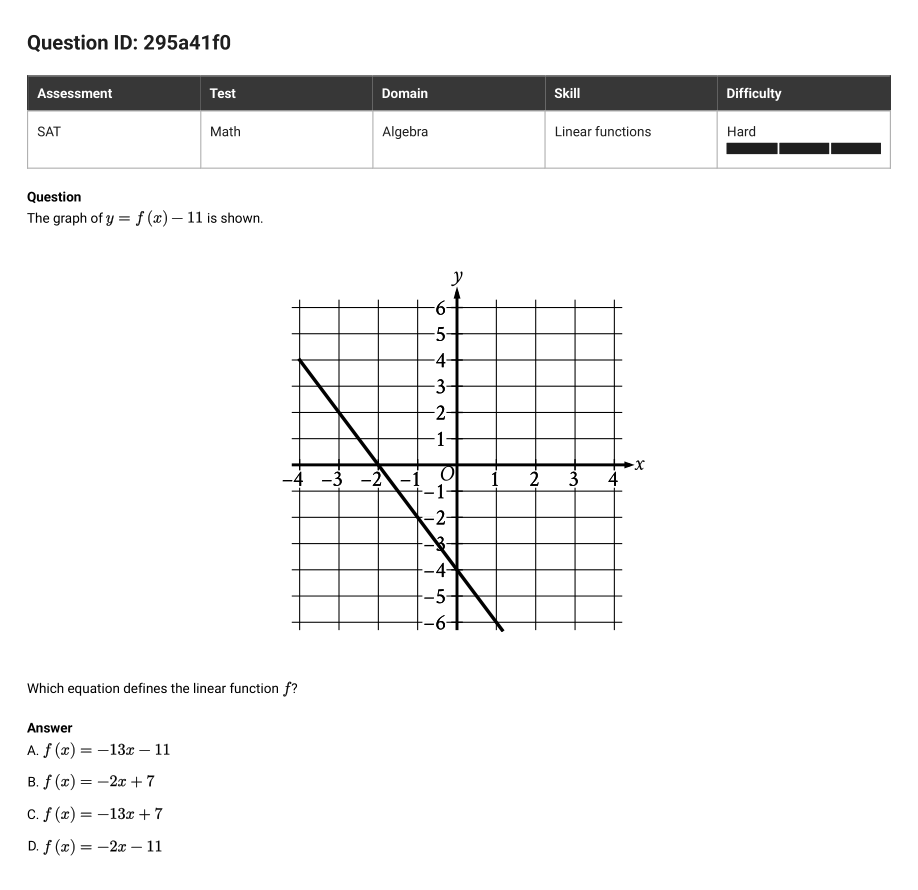 Question ID: 295a41f0
Assessment Test Domain Skill Difficulty
SAT Math Algebra Linear functions Hard
Question
The graph of y = f (x) − 11 is shown.
y
6
5
4
3
2
1
O
−4 −3 −2 −1 1 2 3 4 x
−1
−2
−3
−4
−5
−6
Which equation defines the linear function f?
Answer
A. f (x) = −13x − 11
B. f (x) = −2x + 7
C. f (x) = −13x + 7
D. f (x) = −2x − 11